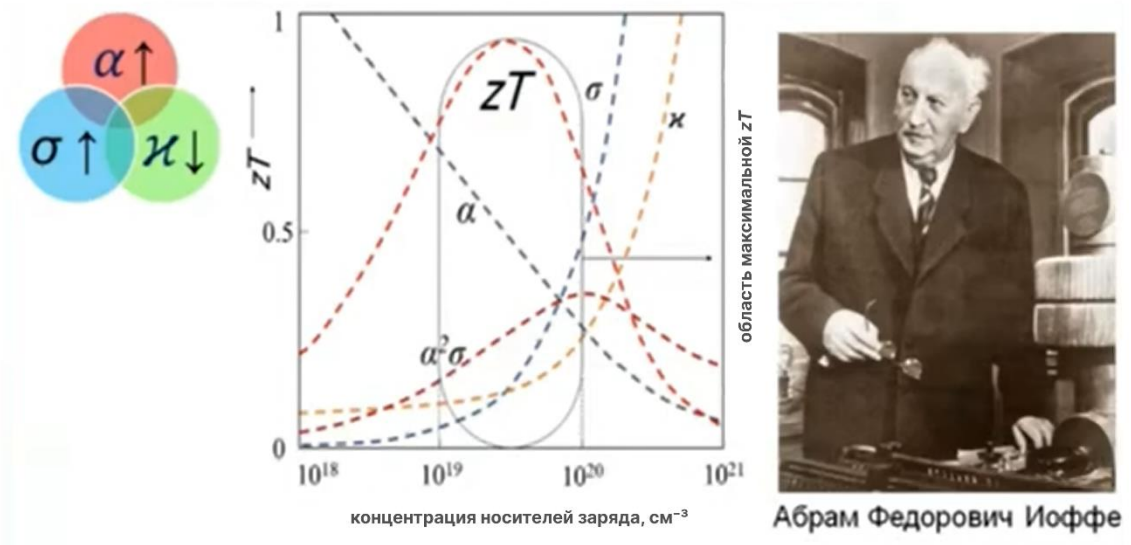 α↑
σ↑
ϰ↓
zT
1
0.5
0
zT
α
α²σ
σ
ϰ
10¹⁸
10¹⁹
10²⁰
10²¹
концентрация носителей заряда, см⁻³
область максимальной zT
Абрам Федорович Иоффе